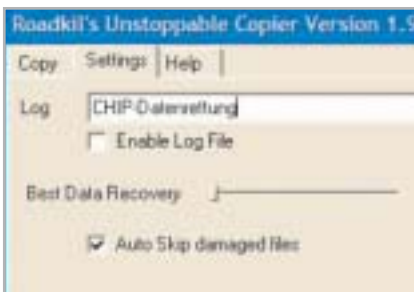 Roadkil's Unstoppable Copier Version 1.9
Copy Settings Help
Log CHIP-Datenrettung
Enable Log File
Best Data Recovery
Auto Skip damaged files